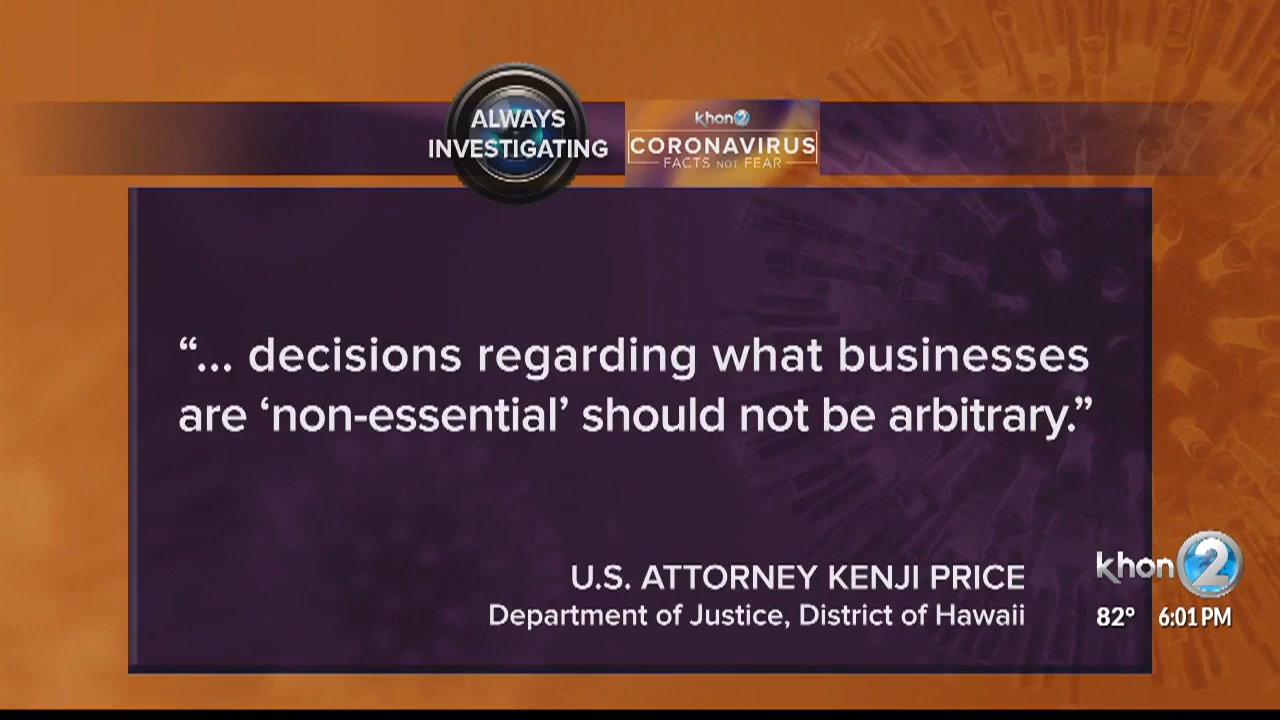 ALWAYS
INVESTIGATING
khon2
CORONAVIRUS
FACTS NOT FEAR
“... decisions regarding what businesses
are ‘non-essential’ should not be arbitrary.”
U.S. ATTORNEY KENJI PRICE
Department of Justice, District of Hawaii
khon2
82° 6:01 PM